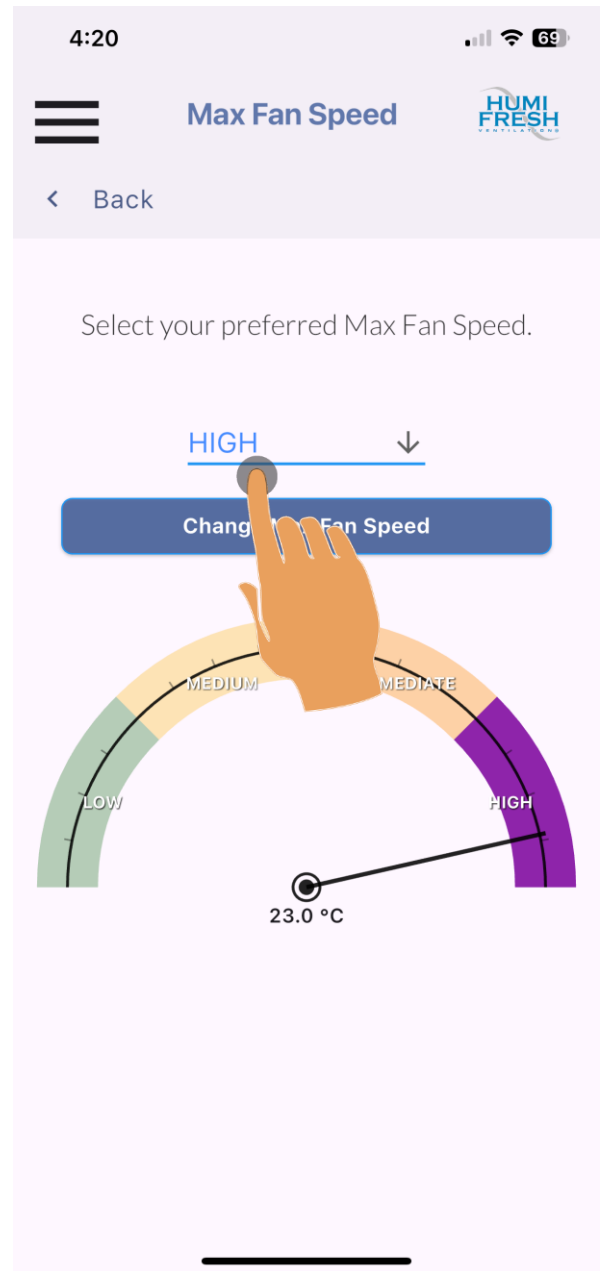 4:20
69
Max Fan Speed
HUMI
FRESH
VENTILATIONS
Back
Select your preferred Max Fan Speed.
HIGH
Fan Speed
MEDIUM
MEDIATE
LOW
HIGH
23.0 °C